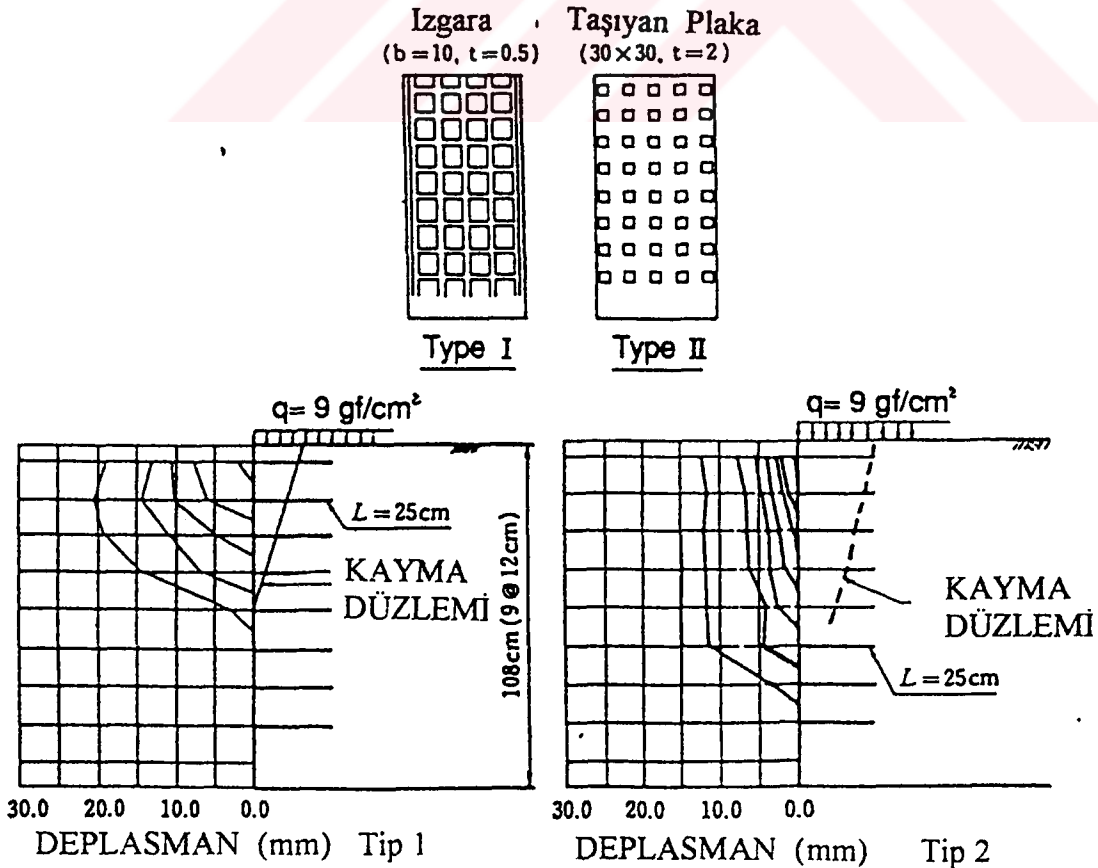 Izgara
(b=10, t=0.5)
Taşıyan Plaka
(30×30, t=2)
Type I
Type II
q= 9 gf/cm²
L=25cm
KAYMA
DÜZLEMİ
108cm (9 @ 12cm)
30.0 20.0 10.0 0.0
DEPLASMAN (mm) Tip 1
q= 9 gf/cm²
KAYMA
DÜZLEMİ
L=25cm
30.0 20.0 10.0 0.0
DEPLASMAN (mm) Tip 2